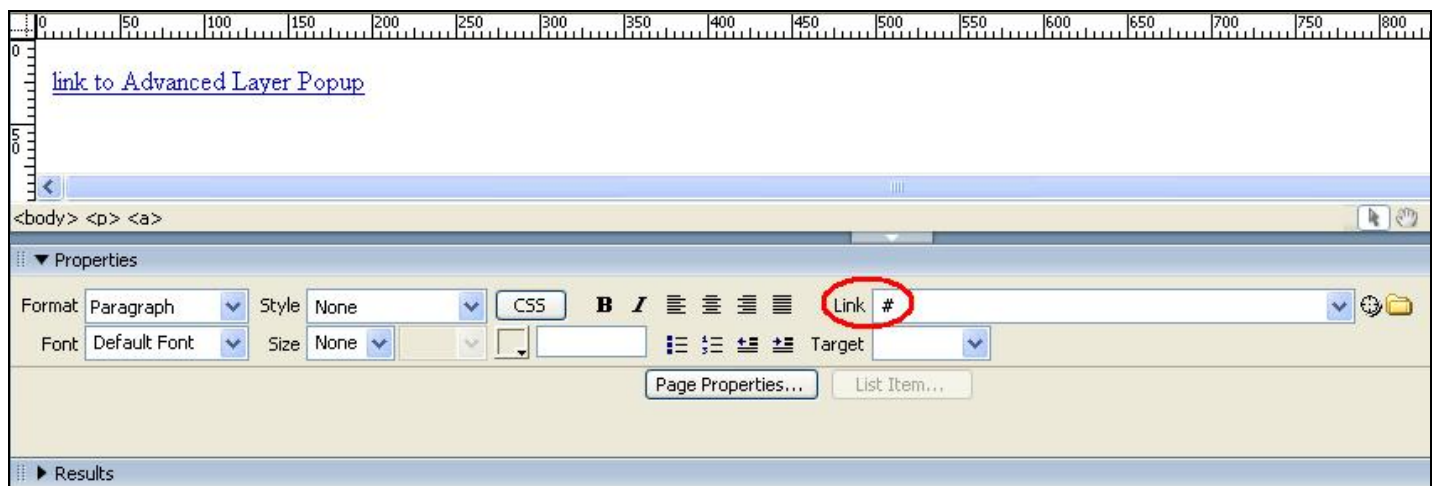 0 50 100 150 200 250 300 350 400 450 500 550 600 650 700 750 800
0
link to Advanced Layer Popup
50
<body> <p> <a>
Properties
Format Paragraph Style None CSS B I Link #
Font Default Font Size None Target
Page Properties... List Item...
Results